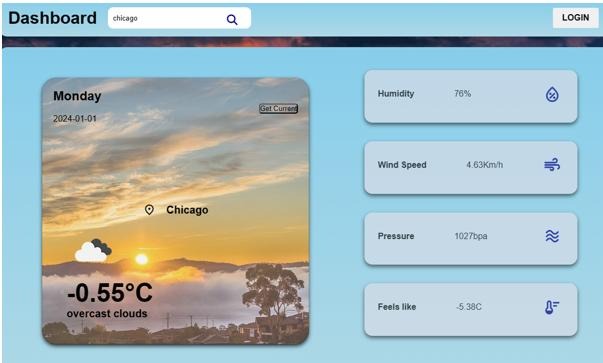 Dashboard
chicago
LOGIN
Monday
2024-01-01
Get Current
Chicago
-0.55°C
overcast clouds
Humidity 76%
Wind Speed 4.63Km/h
Pressure 1027bpa
Feels like -5.38C